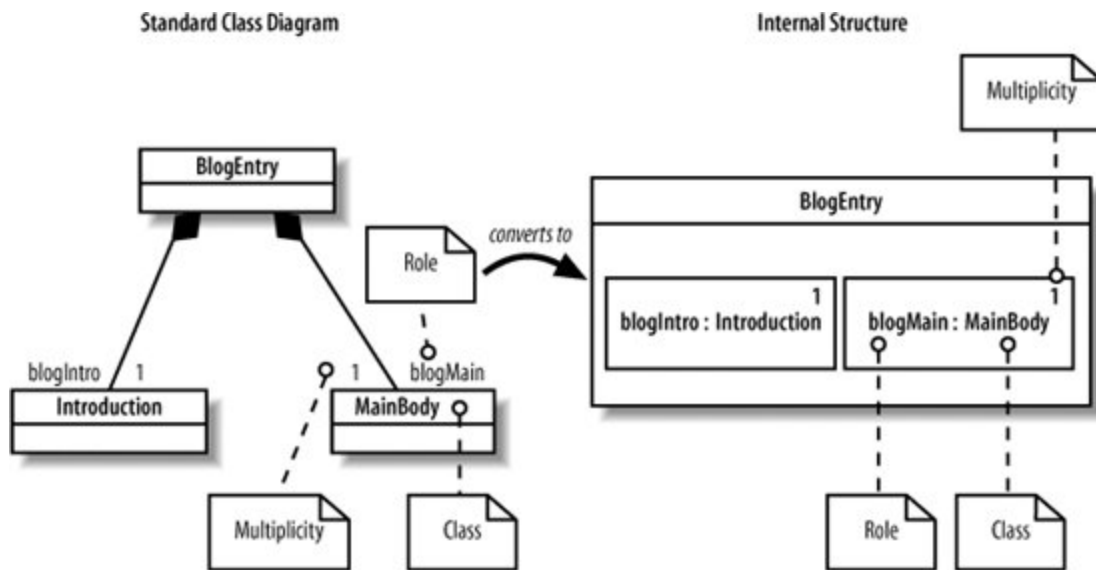 Standard Class Diagram
Internal Structure
Multiplicity
BlogEntry
BlogEntry
Role
converts to
1
1
blogIntro : Introduction
blogMain : MainBody
blogIntro
1
1
blogMain
Introduction
MainBody
Multiplicity
Class
Role
Class